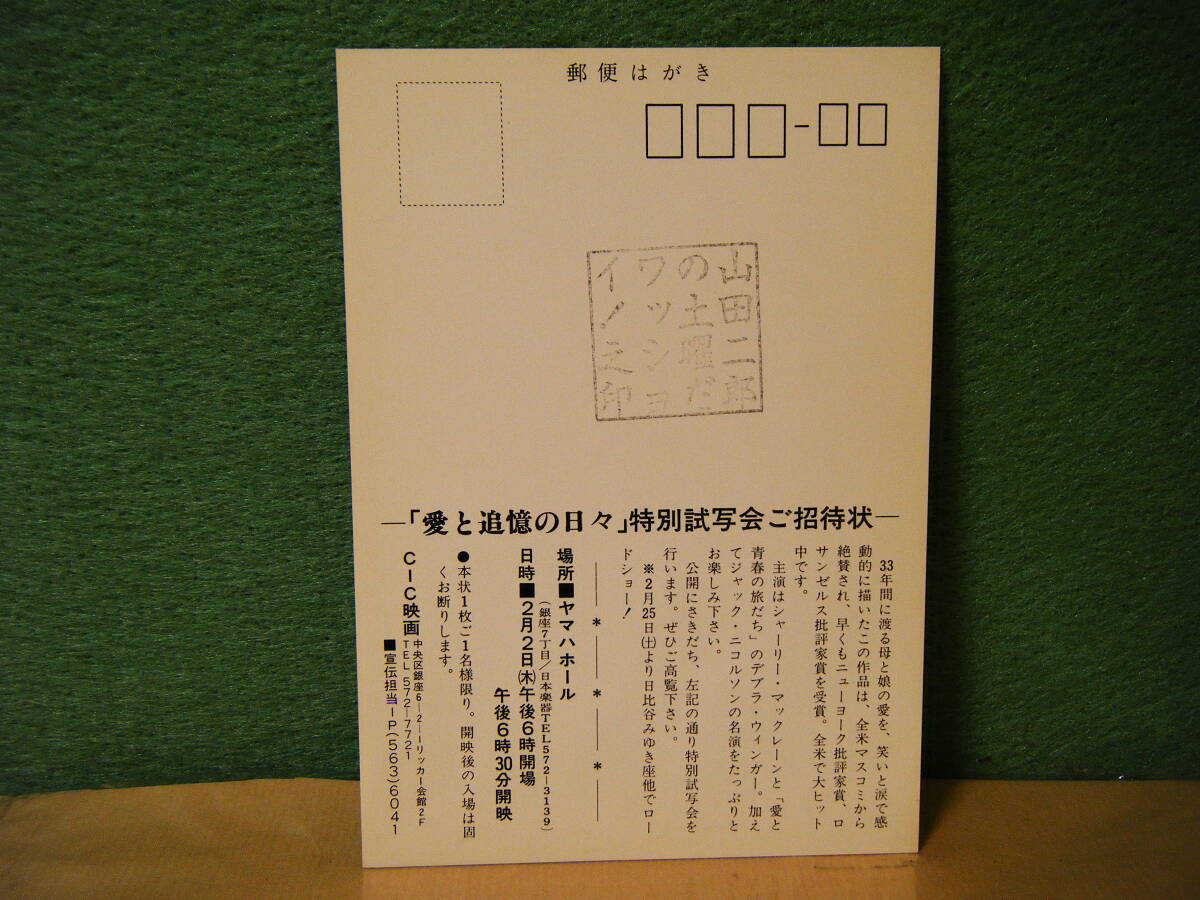 郵便はがき
山田二郎
の土曜だ
ワッショ
イ！之印
―「愛と追憶の日々」特別試写会ご招待状―
33年間に渡る母と娘の愛を、笑いと涙で感
動的に描いたこの作品は、全米マスコミから
絶賛され、早くもニューヨーク批評家賞、ロ
サンゼルス批評家賞を受賞。全米で大ヒット
中です。
主演はシャーリー・マックレーンと「愛と
青春の旅だち」のデブラ・ウィンガー。加え
てジャック・ニコルソンの名演をたっぷりと
お楽しみ下さい。
公開にさきだち、左記の通り特別試写会を
行います。ぜひご高覧下さい。
※2月25日(土)より日比谷みゆき座他でロー
ドショー！
――＊――＊――＊――
場所■ヤマハホール
(銀座7丁目/日本楽器TEL572―3139)
日時■2月2日(木)午後6時開場
午後6時30分開映
●本状1枚ご1名様限り。開映後の入場は固
くお断りします。
CIC映画
中央区銀座6―2―1リッカー会館2F
TEL 572―7721
■宣伝担当―P(563)6041